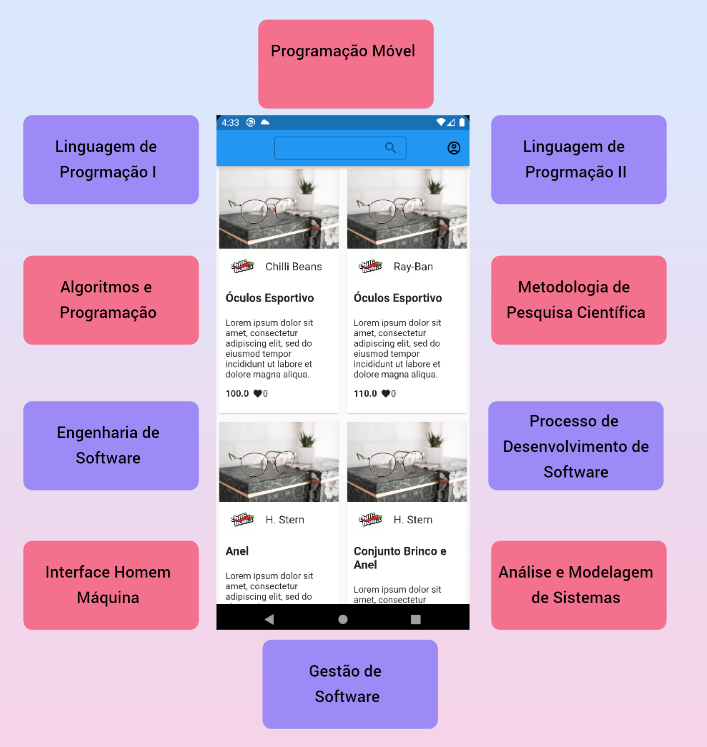 Programação Móvel
Linguagem de
Progrmação I
Linguagem de
Progrmação II
4:33
Chilli Beans
Óculos Esportivo
Lorem ipsum dolor sit
amet, consectetur
adipiscing elit, sed do
eiusmod tempor
incididunt ut labore et
dolore magna aliqua.
100.0 0
Ray-Ban
Óculos Esportivo
Lorem ipsum dolor sit
amet, consectetur
adipiscing elit, sed do
eiusmod tempor
incididunt ut labore et
dolore magna aliqua.
110.0 0
Algoritmos e
Programação
Metodologia de
Pesquisa Científica
Engenharia de
Software
Processo de
Desenvolvimento de
Software
H. Stern
Anel
Lorem ipsum dolor sit
amet, consectetur
adipiscing elit, sed do
H. Stern
Conjunto Brinco e
Anel
Lorem ipsum dolor sit
amet, consectetur
Interface Homem
Máquina
Análise e Modelagem
de Sistemas
Gestão de
Software